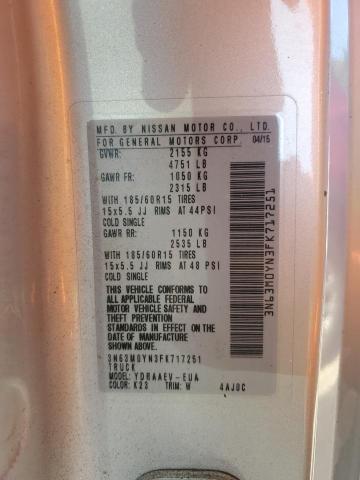 MFD. BY NISSAN MOTOR CO., LTD.
FOR GENERAL MOTORS CORP. 04/15
GVWR: 2155 KG
4751 LB
GAWR FR: 1050 KG
2315 LB
WITH 185/60R15 TIRES
15x5.5 JJ RIMS AT 44PSI
COLD SINGLE
GAWR RR: 1150 KG
2535 LB
WITH 185/60R15 TIRES
15x5.5 JJ RIMS AT 48 PSI
COLD SINGLE
THIS VEHICLE CONFORMS TO
ALL APPLICABLE FEDERAL
MOTOR VEHICLE SAFETY AND
THEFT PREVENTION
STANDARDS IN EFFECT ON THE
DATE OF MANUFACTURE
SHOWN ABOVE.
3N63M0YN3FK717251
TRUCK
MODEL: YDRAAEV-EUA
COLOR: K23 TRIM: W 4AJ0C
3N63M0YN3FK717251